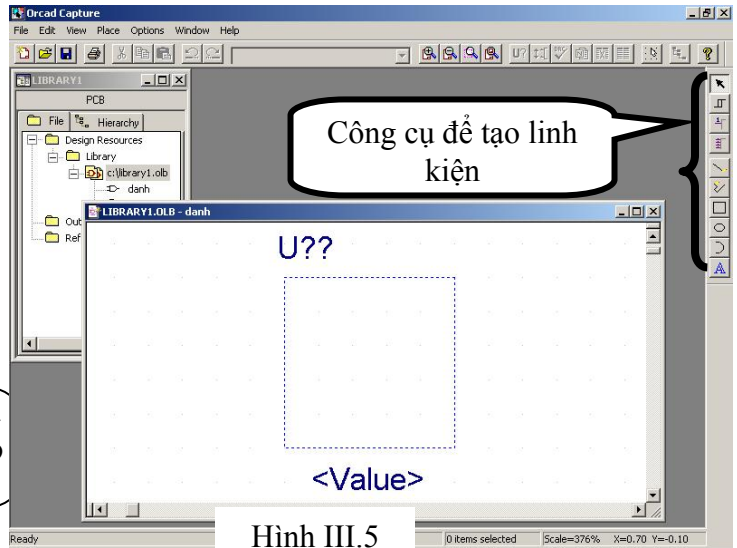 Orcad Capture
File Edit View Place Options Window Help
U?
LIBRARY1
PCB
File Hierarchy
Design Resources
Library
c:\library1.olb
danh
Out
Ref
Công cụ để tạo linh
kiện
LIBRARY1.OLB - danh
U??
<Value>
Hình III.5
Ready
0 items selected Scale=376% X=0.70 Y=-0.10